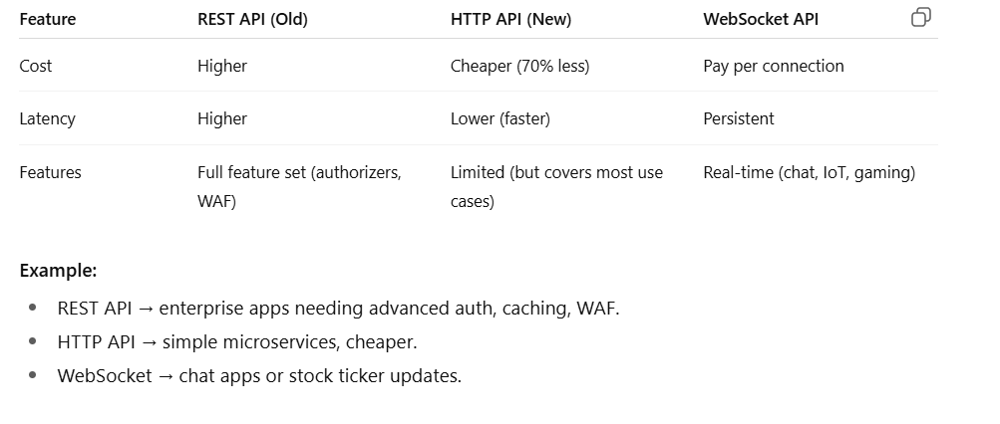 Feature REST API (Old) HTTP API (New) WebSocket API
Cost Higher Cheaper (70% less) Pay per connection
Latency Higher Lower (faster) Persistent
Features Full feature set (authorizers, Limited (but covers most use Real-time (chat, IoT, gaming)
WAF) cases)
Example:
• REST API → enterprise apps needing advanced auth, caching, WAF.
• HTTP API → simple microservices, cheaper.
• WebSocket → chat apps or stock ticker updates.